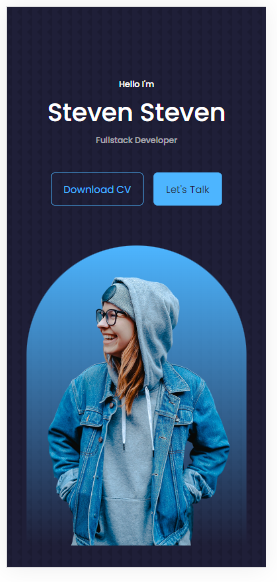 Hello I'm
Steven Steven
Fullstack Developer
Download CV
Let's Talk